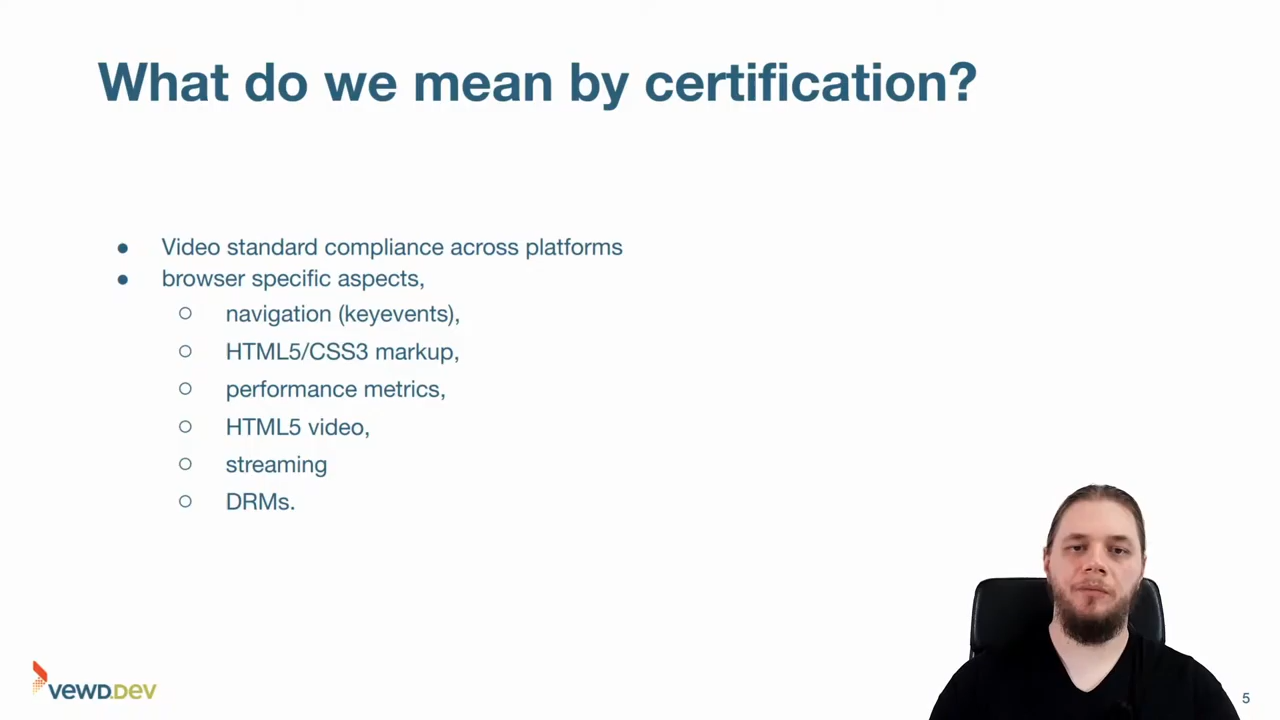 What do we mean by certification?
● Video standard compliance across platforms
● browser specific aspects,
○ navigation (keyevents),
○ HTML5/CSS3 markup,
○ performance metrics,
○ HTML5 video,
○ streaming
○ DRMs.
VEWD.DEV
5